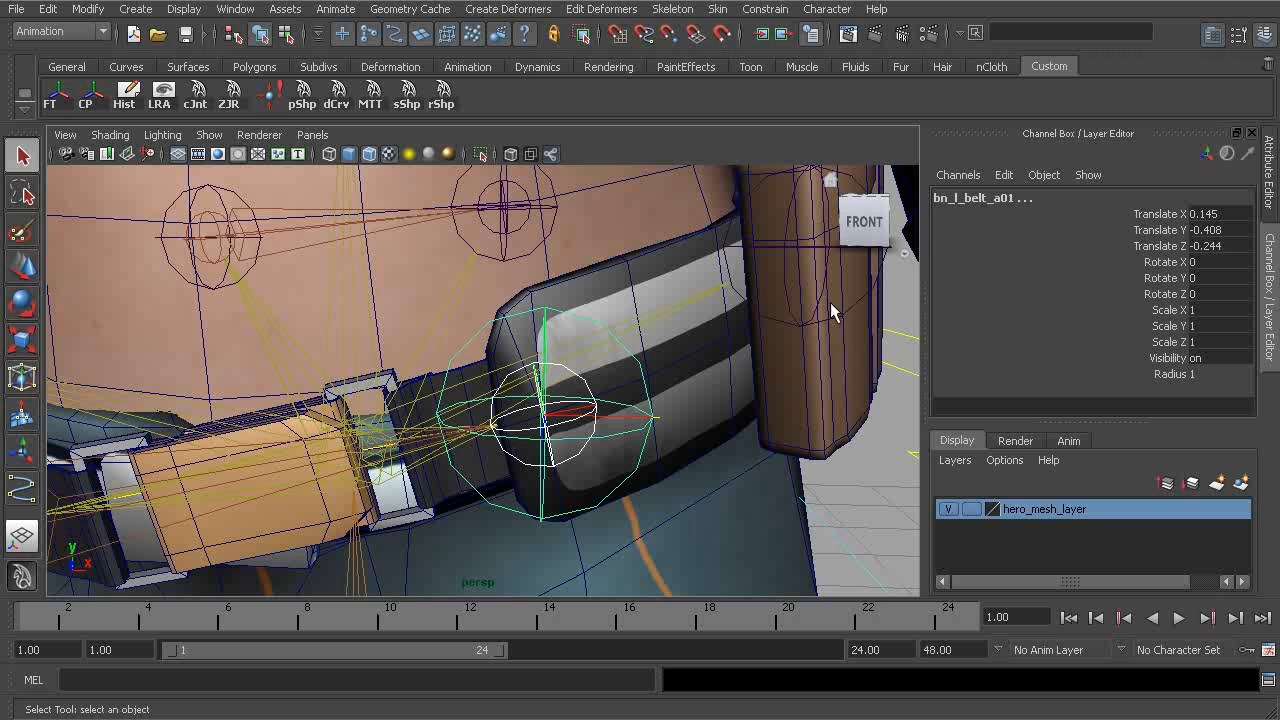 File Edit Modify Create Display Window Assets Animate Geometry Cache Create Deformers Edit Deformers Skeleton Skin Constrain Character Help
Animation
General Curves Surfaces Polygons Subdivs Deformation Animation Dynamics Rendering PaintEffects Toon Muscle Fluids Fur Hair nCloth Custom
FT CP Hist LRA cJnt ZJR pShp dCrv MTT sShp rShp
View Shading Lighting Show Renderer Panels
Channel Box / Layer Editor
Channels Edit Object Show
bn_l_belt_a01 ...
Translate X 0.145
Translate Y -0.408
Translate Z -0.244
Rotate X 0
Rotate Y 0
Rotate Z 0
Scale X 1
Scale Y 1
Scale Z 1
Visibility on
Radius 1
Attribute Editor
Channel Box / Layer Editor
FRONT
y
x
persp
Display Render Anim
Layers Options Help
V hero_mesh_layer
2 4 6 8 10 12 14 16 18 20 22 24 1.00
1.00 1.00 1 24 24.00 48.00 No Anim Layer No Character Set
MEL
Select Tool: select an object